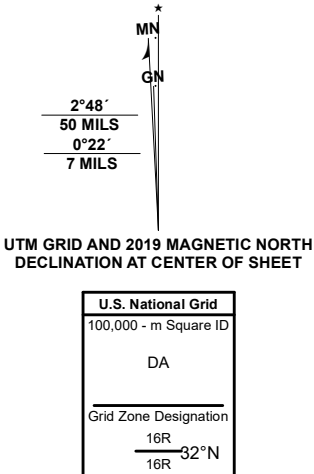 MN
GN
2°48´
50 MILS
0°22´
7 MILS
UTM GRID AND 2019 MAGNETIC NORTH
DECLINATION AT CENTER OF SHEET
U.S. National Grid
100,000 - m Square ID
DA
Grid Zone Designation
16R
32°N
16R